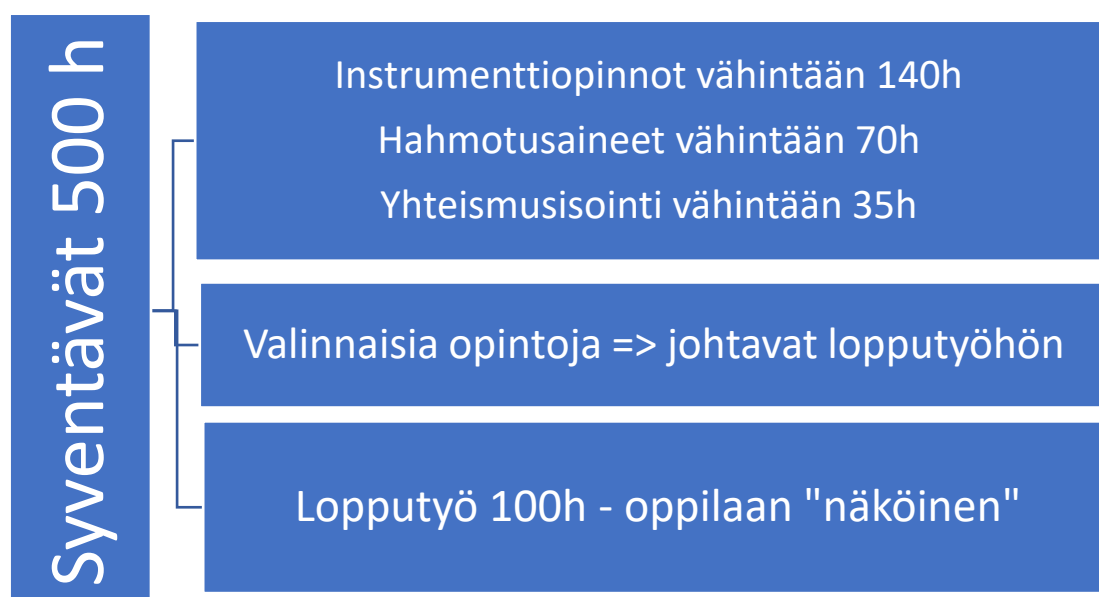 Syventävät 500 h
Instrumenttiopinnot vähintään 140h
Hahmotusaineet vähintään 70h
Yhteismusisointi vähintään 35h
Valinnaisia opintoja => johtavat lopputyöhön
Lopputyö 100h - oppilaan "näköinen"